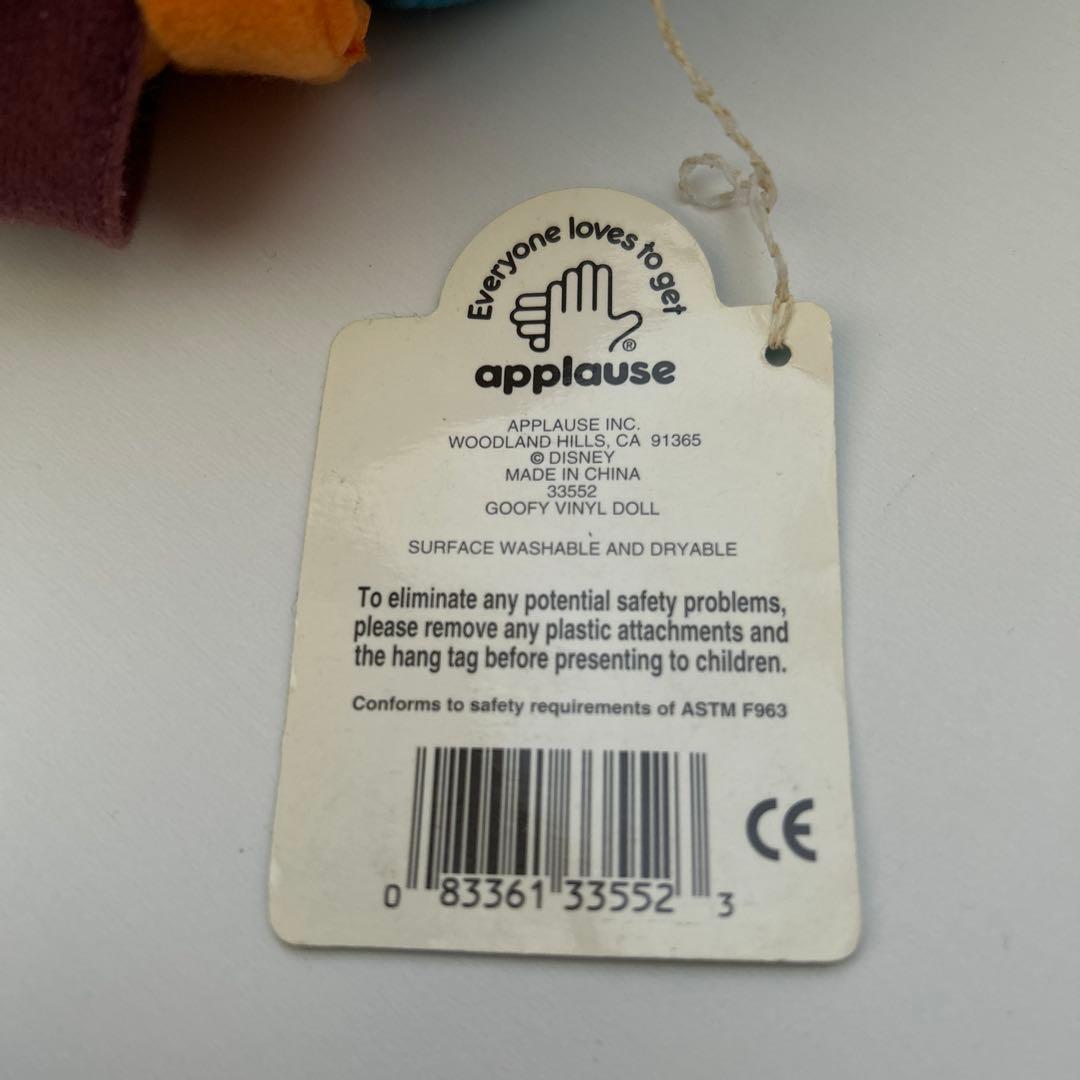 Everyone loves to get
®
applause
APPLAUSE INC.
WOODLAND HILLS, CA 91365
© DISNEY
MADE IN CHINA
33552
GOOFY VINYL DOLL
SURFACE WASHABLE AND DRYABLE
To eliminate any potential safety problems,
please remove any plastic attachments and
the hang tag before presenting to children.
Conforms to safety requirements of ASTM F963
CE
0 83361 33552 3